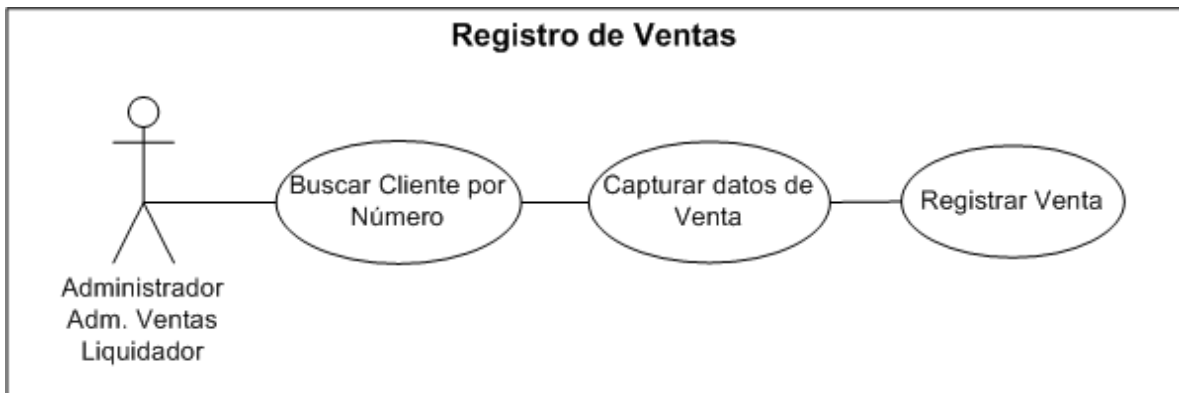 Registro de Ventas
Buscar Cliente por
Número
Capturar datos de
Venta
Registrar Venta
Administrador
Adm. Ventas
Liquidador